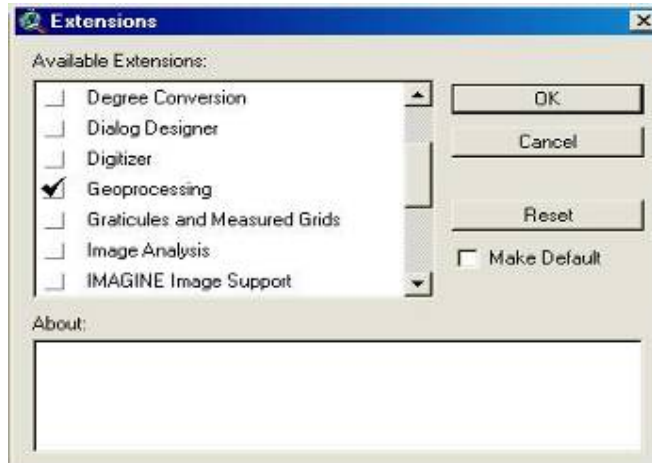 Extensions
Available Extensions:
Degree Conversion
Dialog Designer
Digitizer
Geoprocessing
Graticules and Measured Grids
Image Analysis
IMAGINE Image Support
OK
Cancel
Reset
Make Default
About: